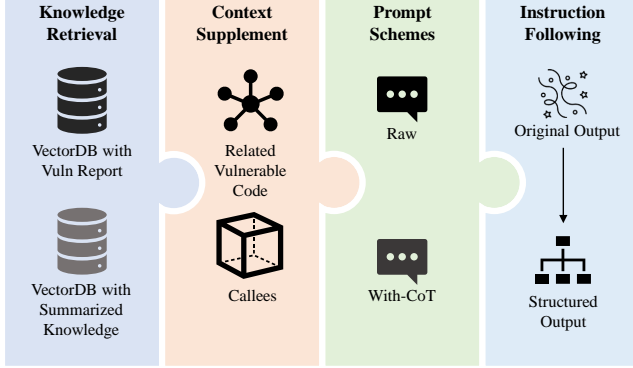 Knowledge
Retrieval
VectorDB with
Vuln Report
VectorDB with
Summarized
Knowledge
Context
Supplement
Related
Vulnerable
Code
Callees
Prompt
Schemes
Raw
With-CoT
Instruction
Following
Original Output
Structured
Output